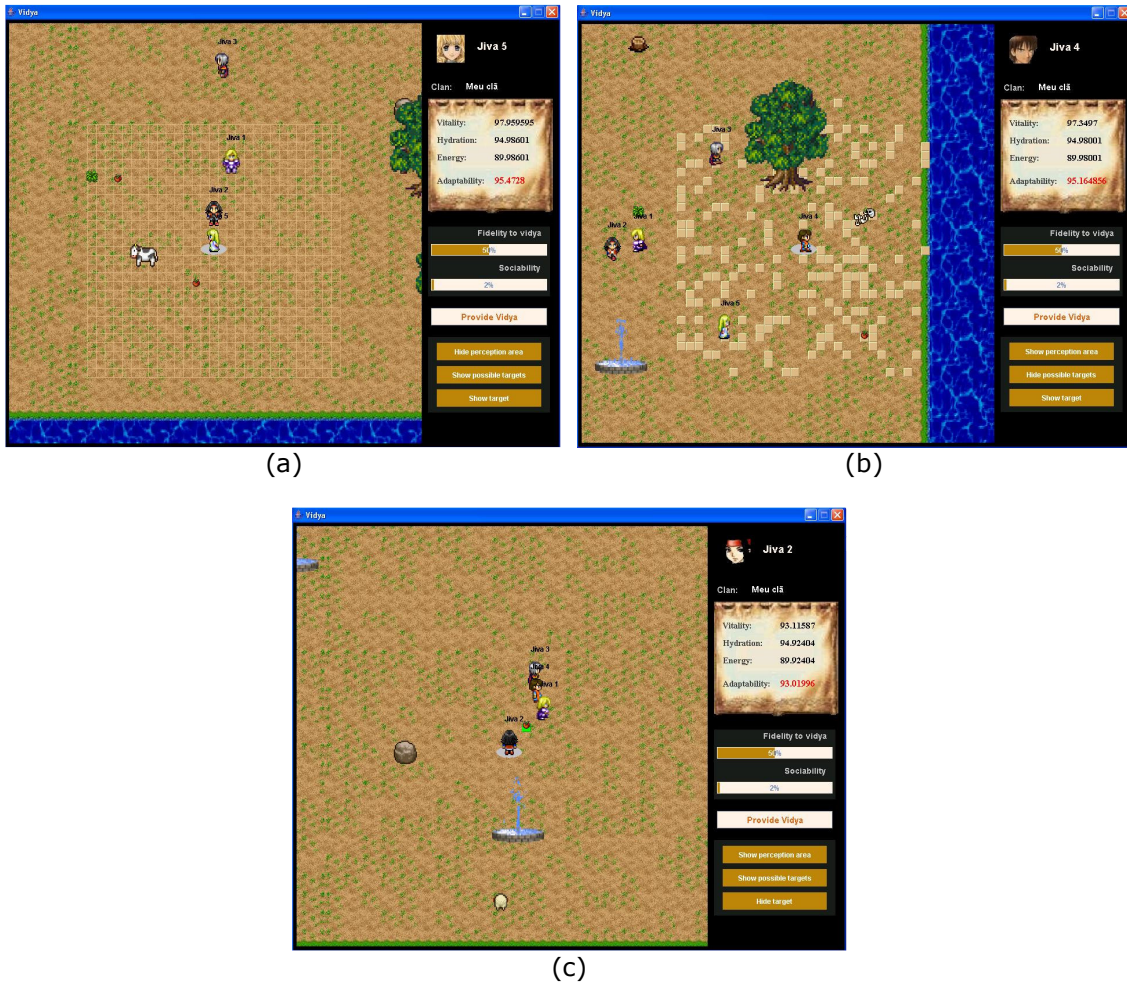 Vidya
Jiva 3
Jiva 1
Jiva 2
5
Jiva 5
Clan: Meu clã
Vitality: 97.959595
Hydration: 94.98601
Energy: 89.98601
Adaptability: 95.4728
Fidelity to vidya
50%
Sociability
2%
Provide Vidya
Hide perception area
Show possible targets
Show target
(a)
Vidya
Jiva 3
Jiva 1
Jiva 2
Jiva 4
Jiva 5
Jiva 4
Clan: Meu clã
Vitality: 97.3497
Hydration: 94.98001
Energy: 89.98001
Adaptability: 95.164856
Fidelity to vidya
50%
Sociability
2%
Provide Vidya
Show perception area
Hide possible targets
Show target
(b)
Vidya
Jiva 3
Jiva 4
Jiva 1
Jiva 2
Jiva 2
Clan: Meu clã
Vitality: 93.11587
Hydration: 94.92404
Energy: 89.92404
Adaptability: 93.01996
Fidelity to vidya
50%
Sociability
2%
Provide Vidya
Show perception area
Show possible targets
Hide target
(c)